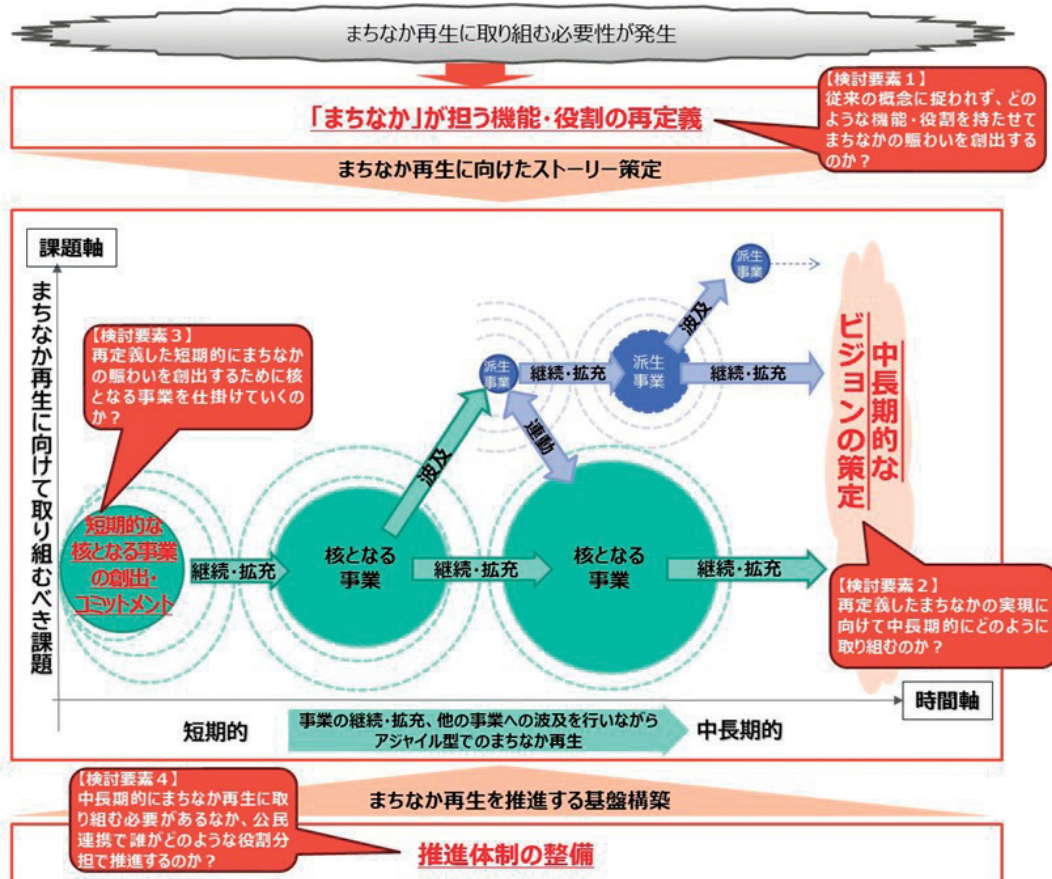 まちなか再生に取り組む必要性が発生
「まちなか」が担う機能・役割の再定義
【検討要素１】
従来の概念に捉われず、どの
ような機能・役割を持たせて
まちなかの賑わいを創出する
のか？
まちなか再生に向けたストーリー策定
課題軸
まちなか再生に向けて取り組むべき課題
【検討要素３】
再定義した短期的にまちなか
の賑わいを創出するために核
となる事業を仕掛けていくの
か？
派生
事業
波及
派生
事業
継続・拡充
派生
事業
継続・拡充
波及
連動
中長期的な
ビジョンの策定
短期的な
核となる事業
の創出・
コミットメント
継続・拡充
核となる
事業
継続・拡充
核となる
事業
継続・拡充
【検討要素２】
再定義したまちなかの実現に
向けて中長期的にどのように
取り組むのか？
時間軸
短期的
事業の継続・拡充、他の事業への波及を行いながら
アジャイル型でのまちなか再生
中長期的
【検討要素４】
中長期的にまちなか再生に取
り組む必要があるなか、公民
連携で誰がどのような役割分
担で推進するのか？
まちなか再生を推進する基盤構築
推進体制の整備